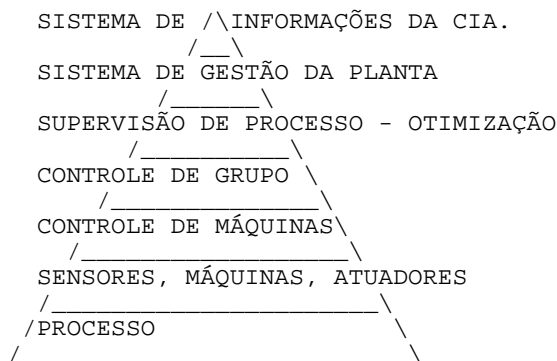 SISTEMA DE INFORMAÇÕES DA CIA.
SISTEMA DE GESTÃO DA PLANTA
SUPERVISÃO DE PROCESSO - OTIMIZAÇÃO
CONTROLE DE GRUPO
CONTROLE DE MÁQUINAS
SENSORES, MÁQUINAS, ATUADORES
PROCESSO